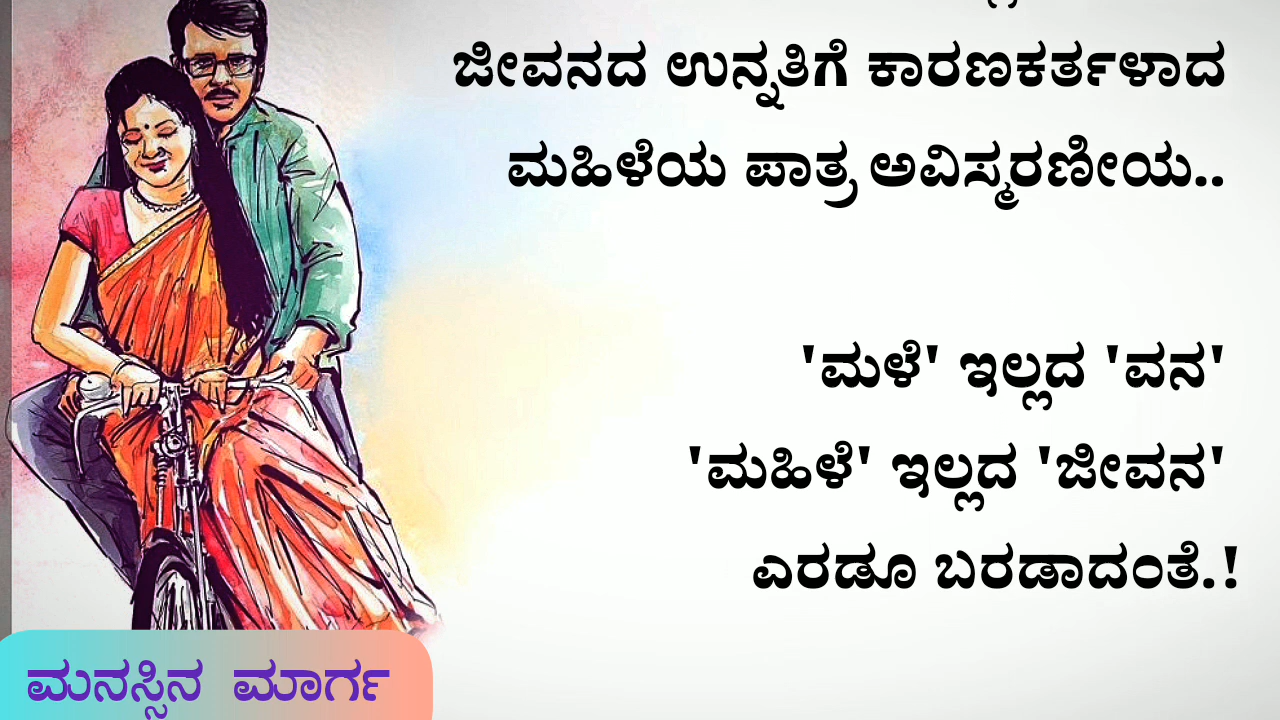 ಜೀವನದ ಉನ್ನತಿಗೆ ಕಾರಣಕರ್ತಳಾದ
ಮಹಿಳೆಯ ಪಾತ್ರ ಅವಿಸ್ಮರಣೀಯ..
'ಮಳೆ' ಇಲ್ಲದ 'ವನ'
'ಮಹಿಳೆ' ಇಲ್ಲದ 'ಜೀವನ'
ಎರಡೂ ಬರಡಾದಂತೆ.!
ಮನಸ್ಸಿನ ಮಾರ್ಗ